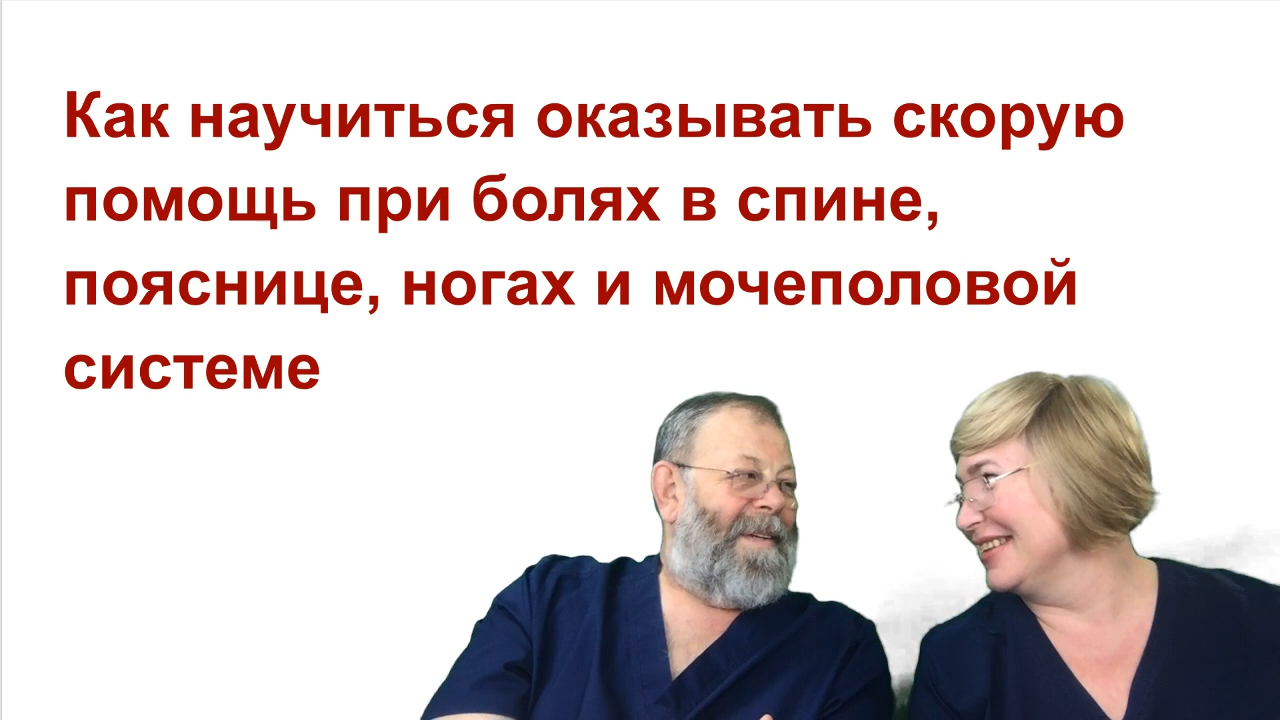 Как научиться оказывать скорую
помощь при болях в спине,
пояснице, ногах и мочеполовой
системе